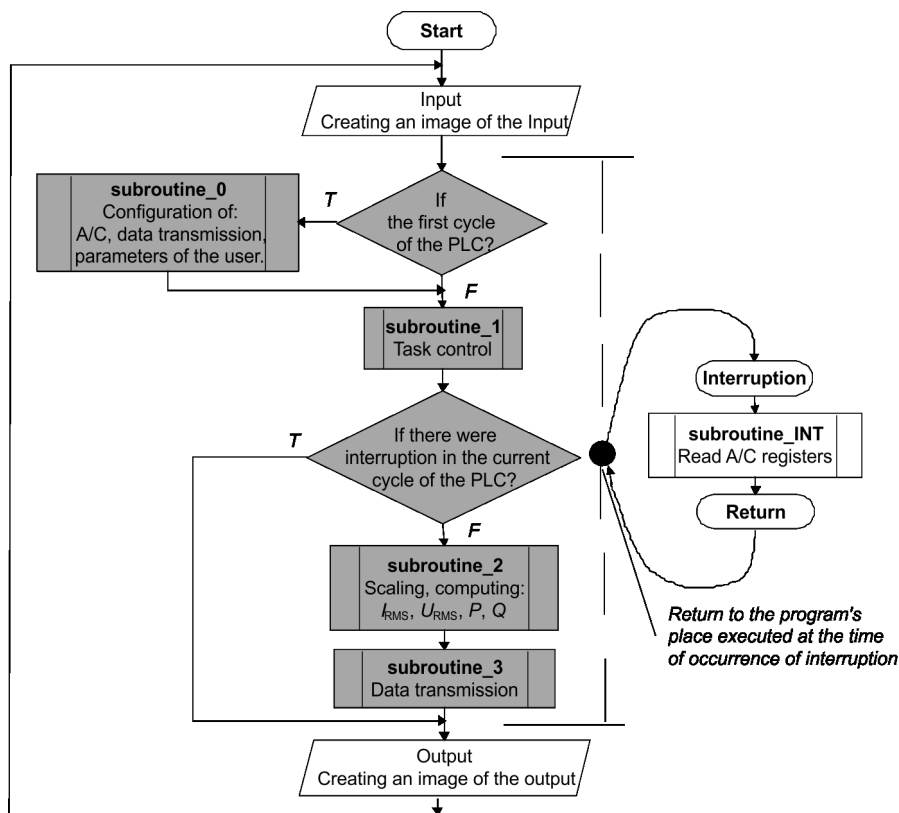 Start
Input
Creating an image of the Input
subroutine_0
Configuration of:
A/C, data transmission,
parameters of the user.
T
If
the first cycle
of the PLC?
F
subroutine_1
Task control
T
If there were
interruption in the current
cycle of the PLC?
F
subroutine_2
Scaling, computing:
IRMS, URMS, P, Q
subroutine_3
Data transmission
Output
Creating an image of the output
Interruption
subroutine_INT
Read A/C registers
Return
Return to the program's
place executed at the time
of occurrence of interruption